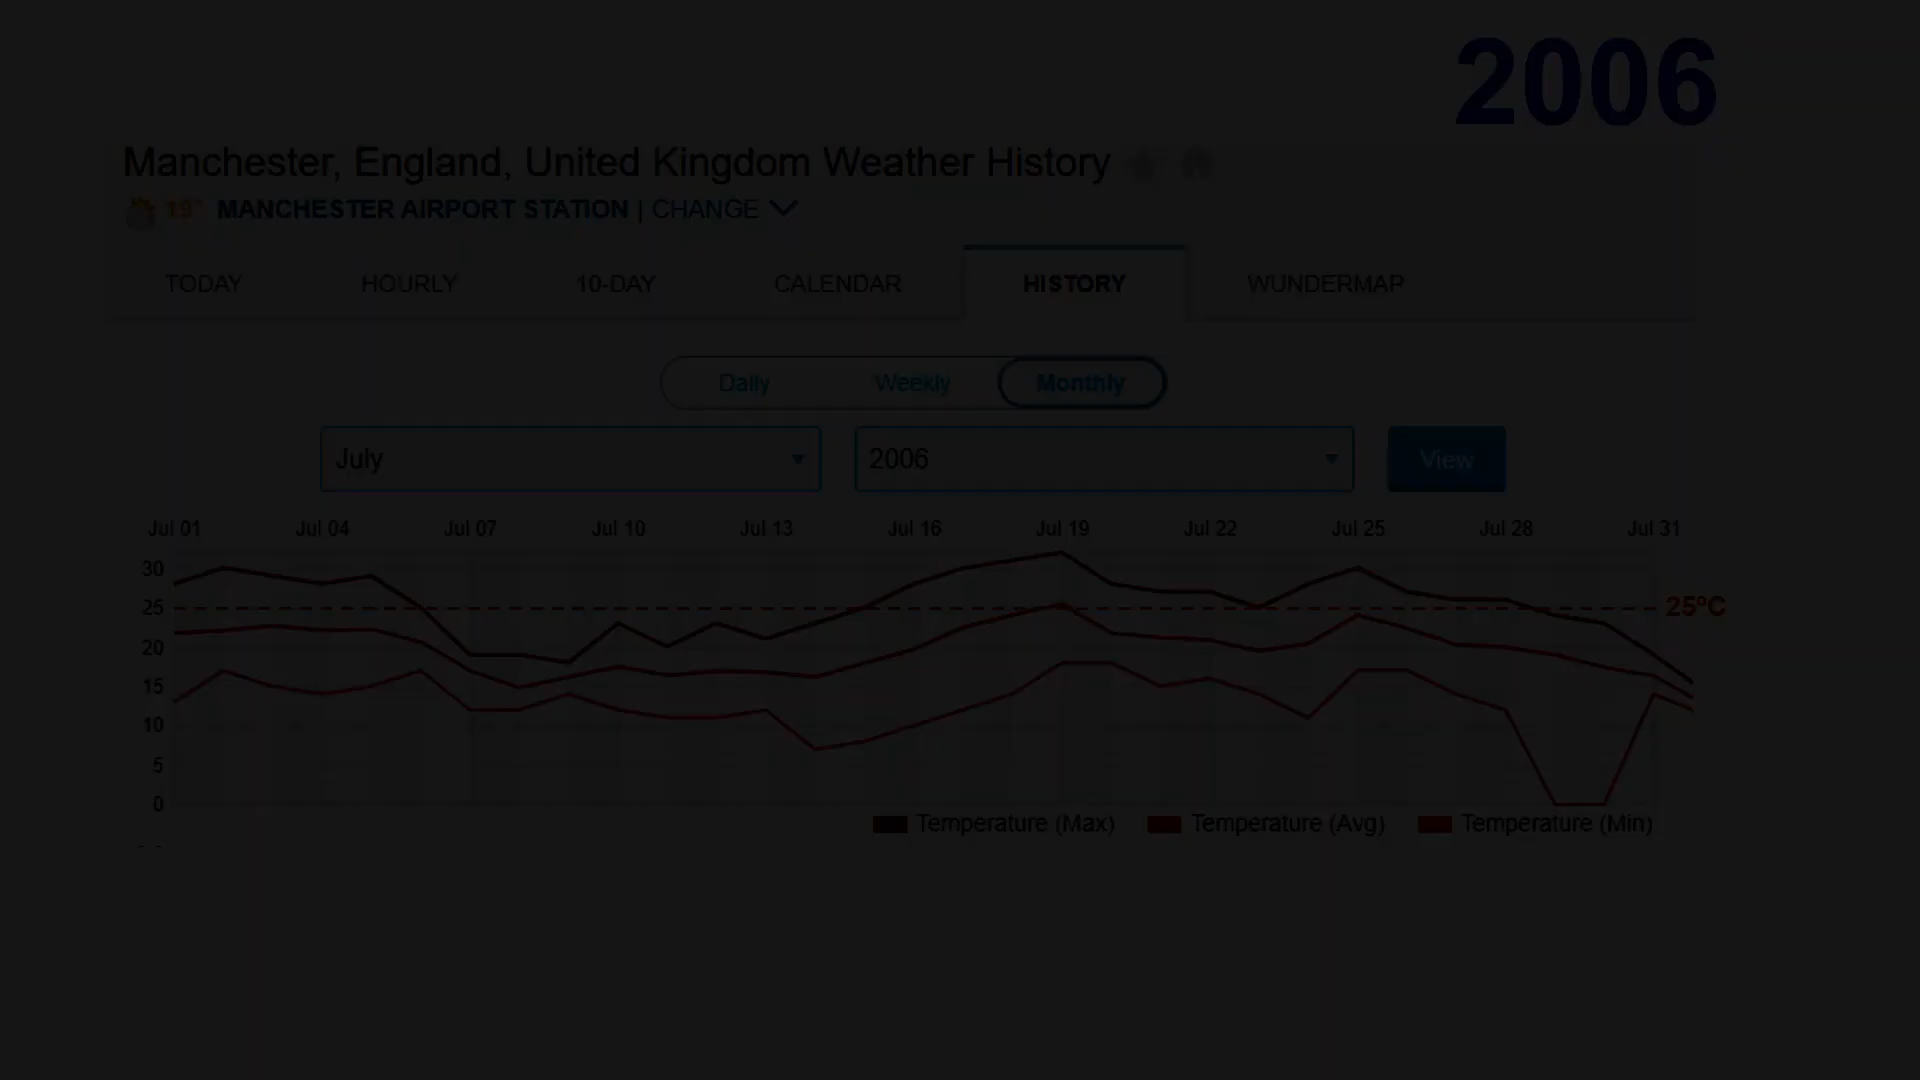 2006
Manchester, England, United Kingdom Weather History
19° MANCHESTER AIRPORT STATION | CHANGE
TODAY HOURLY 10-DAY CALENDAR HISTORY WUNDERMAP
Daily Weekly Monthly
July 2006 View
Jul 01 Jul 04 Jul 07 Jul 10 Jul 13 Jul 16 Jul 19 Jul 22 Jul 25 Jul 28 Jul 31
30
25 25°C
20
15
10
5
0
Temperature (Max) Temperature (Avg) Temperature (Min)